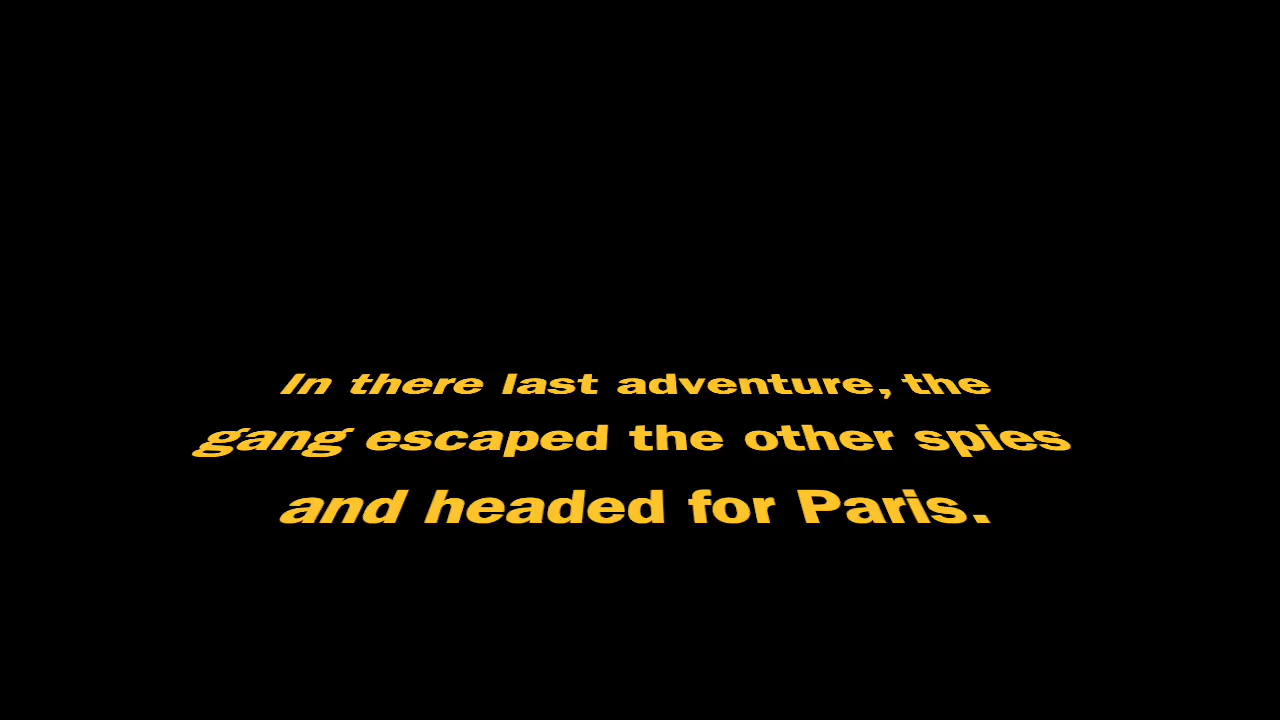 In there last adventure, the
gang escaped the other spies
and headed for Paris.